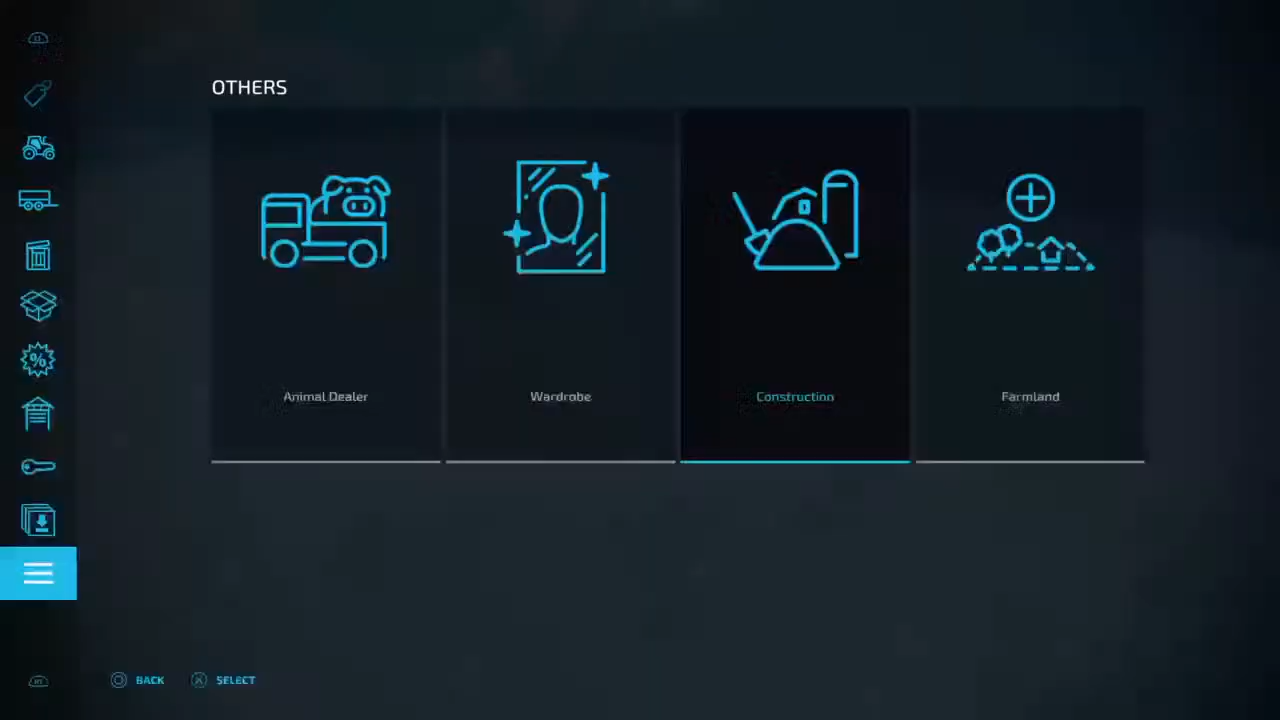 OTHERS
Animal Dealer
Wardrobe
Construction
Farmland
BACK
SELECT